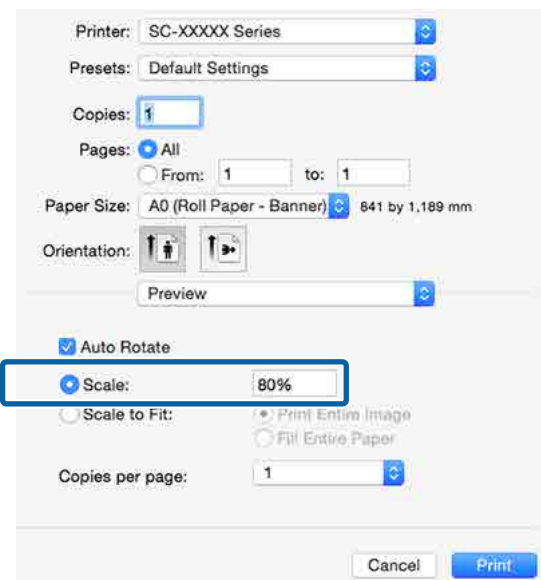 Printer: SC-XXXXX Series
Presets: Default Settings
Copies: 1
Pages: All
From: 1 to: 1
Paper Size: A0 (Roll Paper - Banner) 841 by 1,189 mm
Orientation:
Preview
Auto Rotate
Scale: 80%
Scale to Fit: Print Entire Image
Fill Entire Paper
Copies per page: 1
Cancel Print